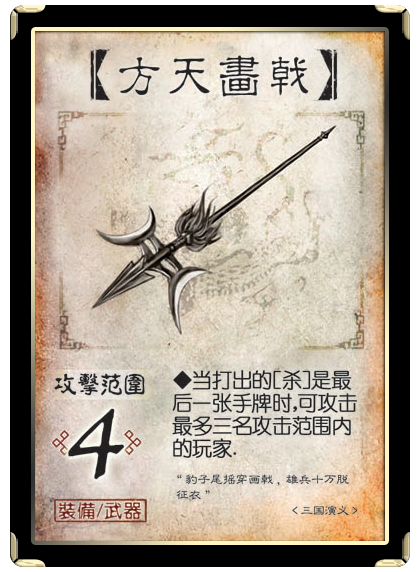 【方天畫戟】
攻擊范圍
4
裝備/武器
◆当打出的[杀]是最
后一张手牌时,可攻击
最多三名攻击范围内
的玩家.
“豹子尾摇穿画戟，雄兵十万脱
征衣”
<三国演义>